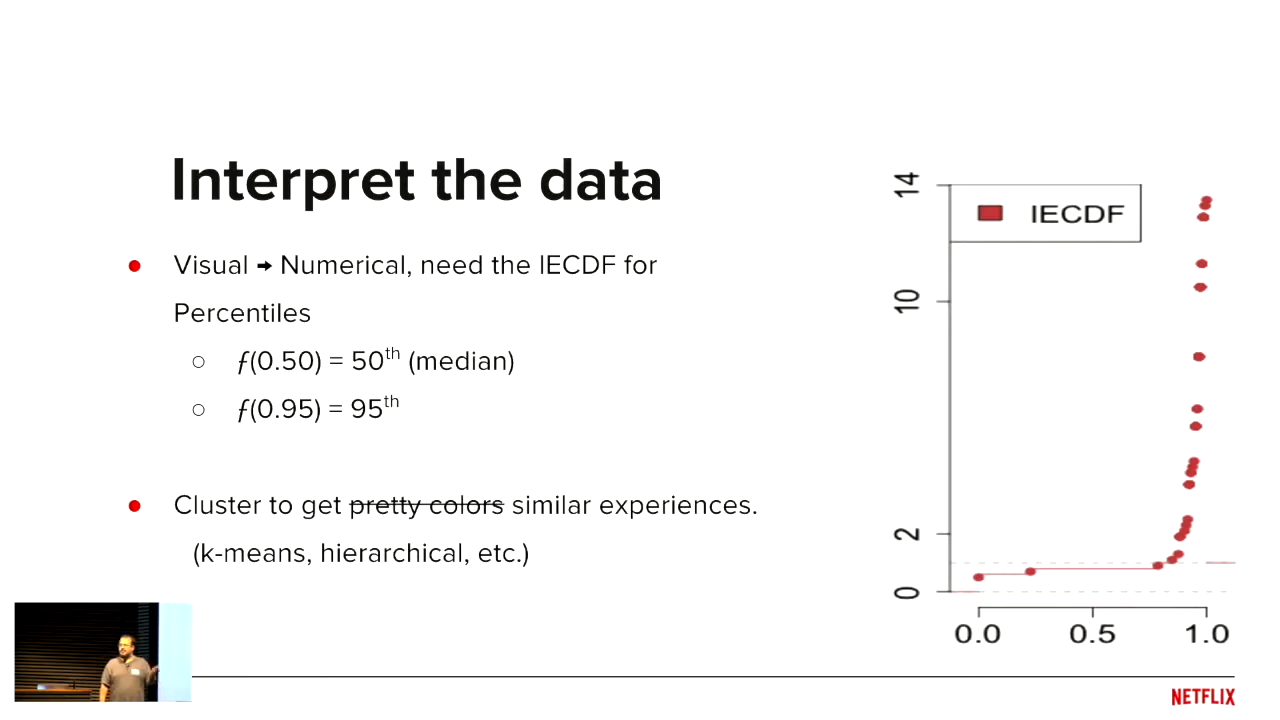 Interpret the data
● Visual → Numerical, need the IECDF for
Percentiles
○ ƒ(0.50) = 50th (median)
○ ƒ(0.95) = 95th
● Cluster to get pretty colors similar experiences.
(k-means, hierarchical, etc.)
IECDF
14
10
2
0
0.0 0.5 1.0
NETFLIX